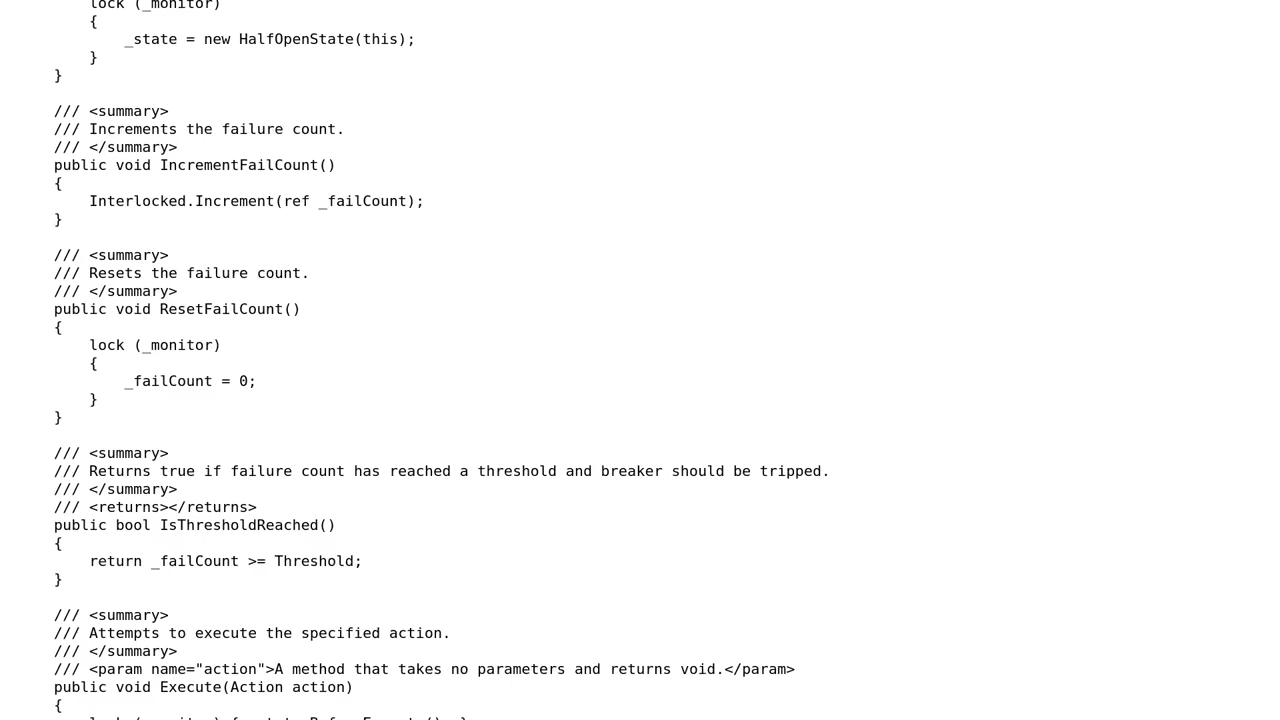 lock (_monitor)
        {
            _state = new HalfOpenState(this);
        }
    }

    /// <summary>
    /// Increments the failure count.
    /// </summary>
    public void IncrementFailCount()
    {
        Interlocked.Increment(ref _failCount);
    }

    /// <summary>
    /// Resets the failure count.
    /// </summary>
    public void ResetFailCount()
    {
        lock (_monitor)
        {
            _failCount = 0;
        }
    }

    /// <summary>
    /// Returns true if failure count has reached a threshold and breaker should be tripped.
    /// </summary>
    /// <returns></returns>
    public bool IsThresholdReached()
    {
        return _failCount >= Threshold;
    }

    /// <summary>
    /// Attempts to execute the specified action.
    /// </summary>
    /// <param name="action">A method that takes no parameters and returns void.</param>
    public void Execute(Action action)
    {